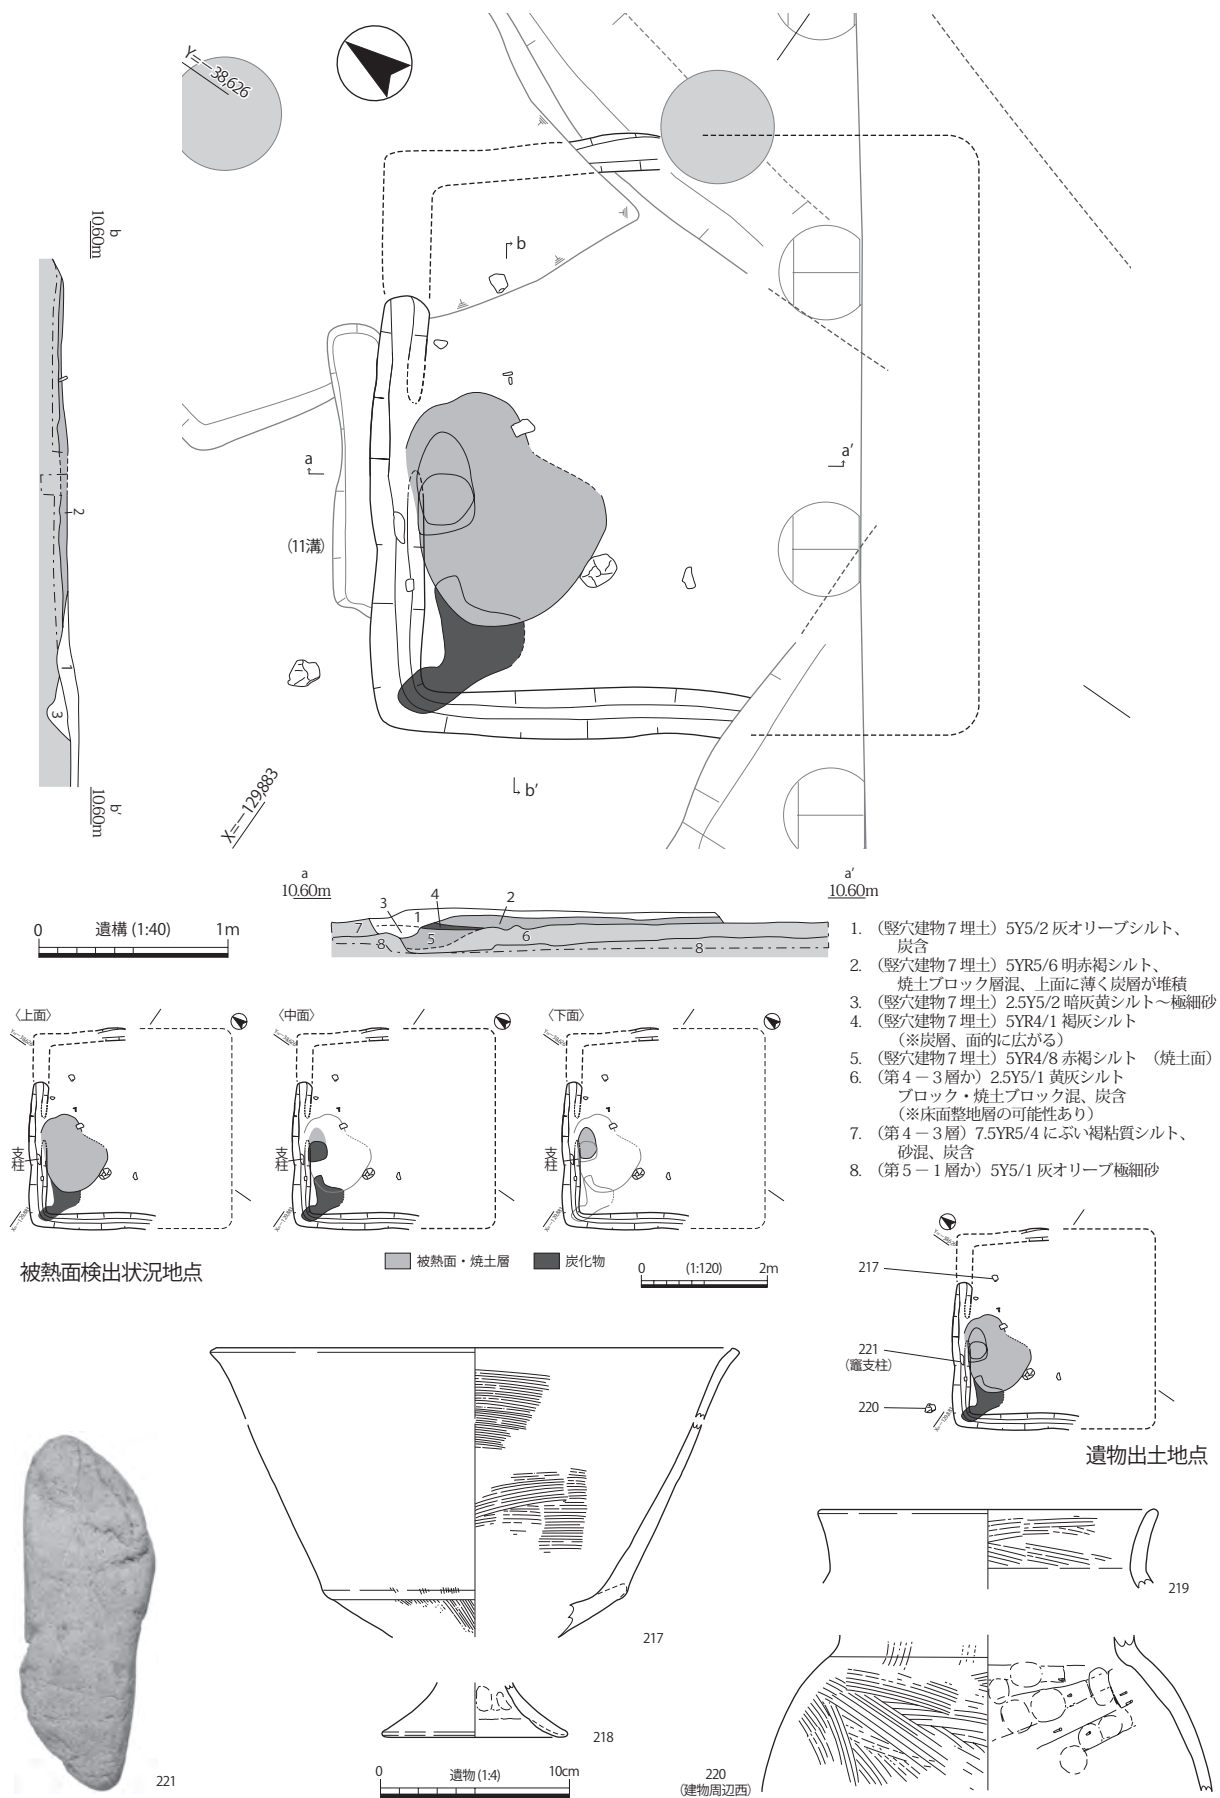 Y=－38,626
b
10.60m
b
a
a′
2
(11溝)
1
3
b′
10.60m
b′
X=－129,883
a
10.60m
a′
10.60m
3
4
1
2
7
8
5
6
8
0 遺構 (1:40) 1m
1. （竪穴建物７埋土）5Y5/2 灰オリーブシルト、
炭含
2. （竪穴建物７埋土）5YR5/6 明赤褐シルト、
焼土ブロック層混、上面に薄く炭層が堆積
3. （竪穴建物７埋土）2.5Y5/2 暗灰黄シルト～極細砂
4. （竪穴建物７埋土）5YR4/1 褐灰シルト
（※炭層、面的に広がる）
5. （竪穴建物７埋土）5YR4/8 赤褐シルト （焼土面）
6. （第４－３層か）2.5Y5/1 黄灰シルト
ブロック・焼土ブロック混、炭含
（※床面整地層の可能性あり）
7. （第４－３層）7.5YR5/4 にぶい褐粘質シルト、
砂混、炭含
8. （第５－１層か）5Y5/1 灰オリーブ極細砂
〈上面〉
〈中面〉
〈下面〉
支柱
支柱
支柱
被熱面検出状況地点
被熱面・焼土層
炭化物
0 (1:120) 2m
217
221
（竈支柱）
220
遺物出土地点
217
219
218
221
0 遺物 (1:4) 10cm
220
（建物周辺西）